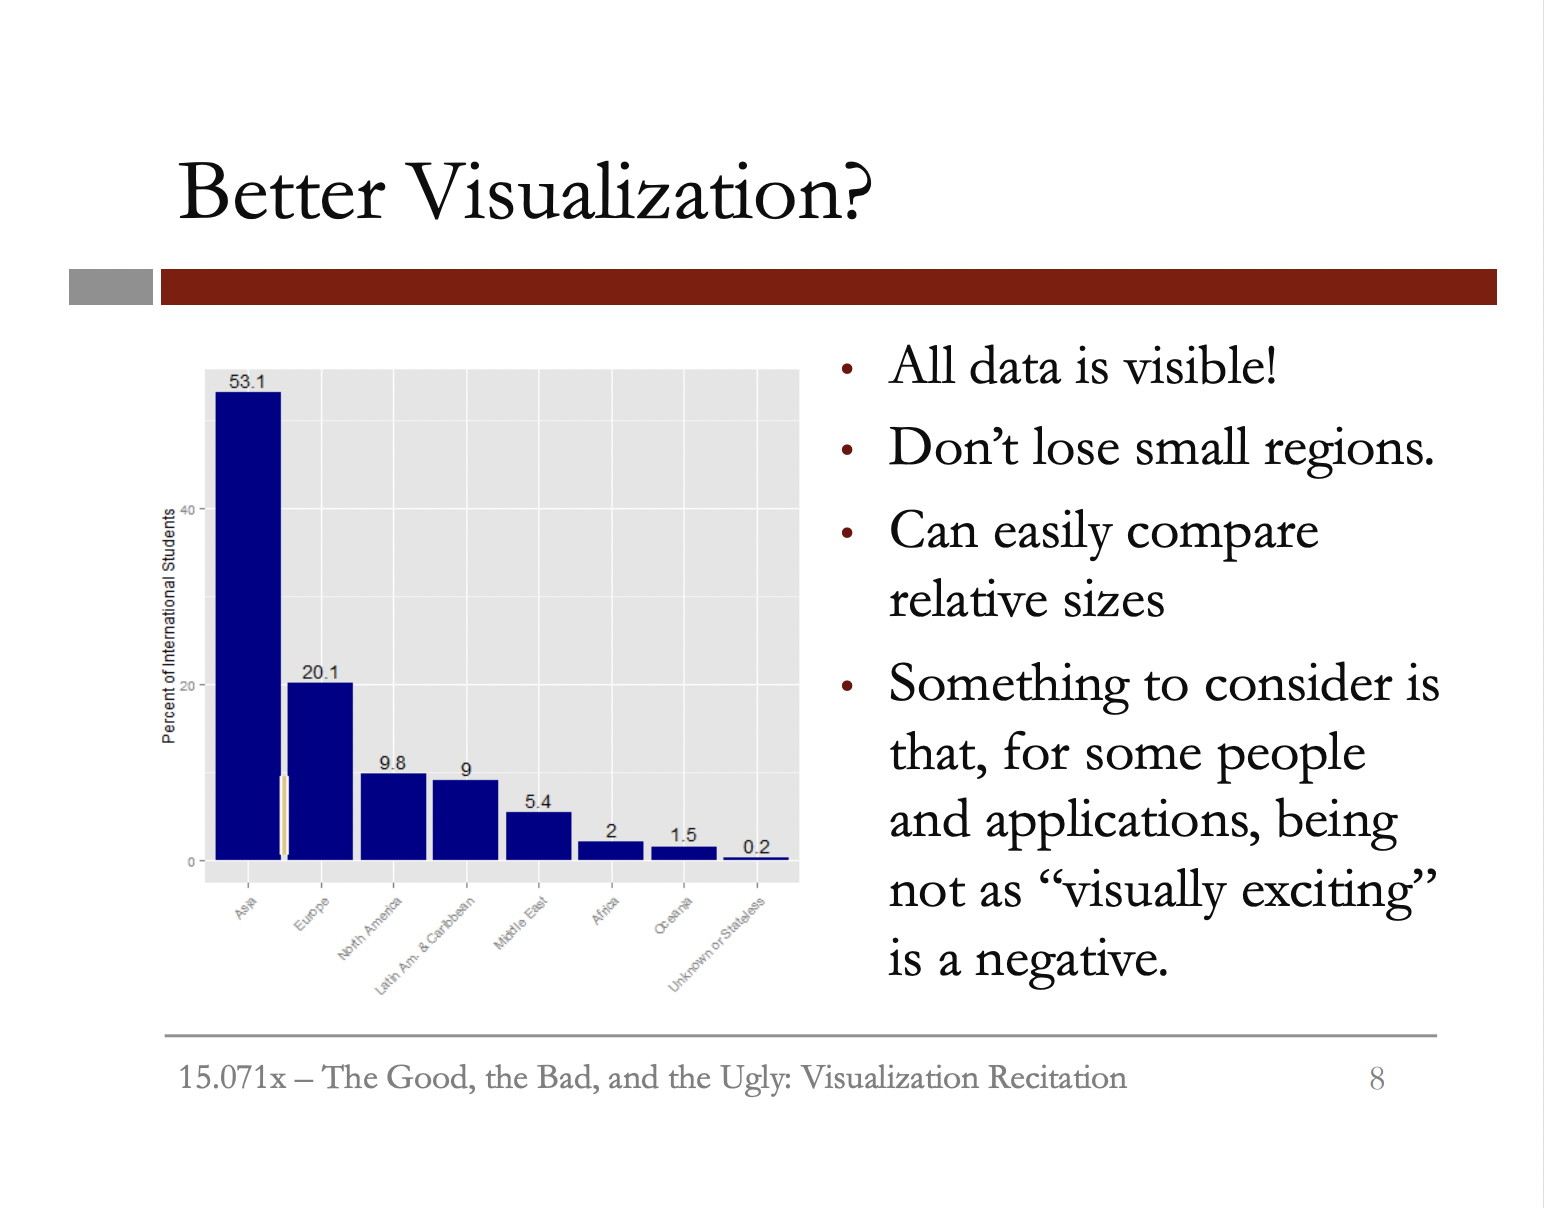 Better Visualization?
53.1
20.1
9.8
9
5.4
2
1.5
0.2
40
20
0
Percent of International Students
Asia
Europe
North America
Latin Am. & Caribbean
Middle East
Africa
Oceania
Unknown or Stateless
• All data is visible!
• Don’t lose small regions.
• Can easily compare
relative sizes
• Something to consider is
that, for some people
and applications, being
not as “visually exciting”
is a negative.
15.071x – The Good, the Bad, and the Ugly: Visualization Recitation
8